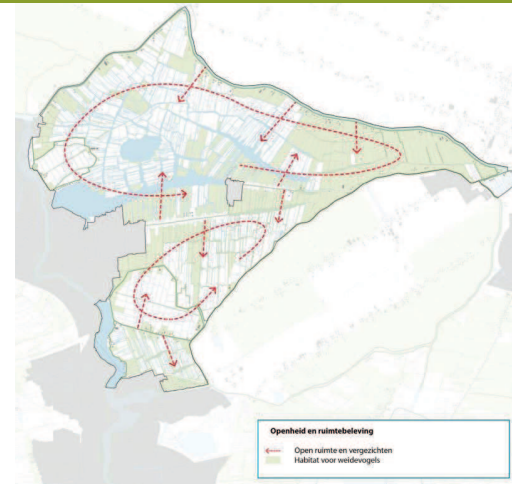 Openheid en ruimtebeleving
Open ruimte en vergezichten
Habitat voor weidevogels